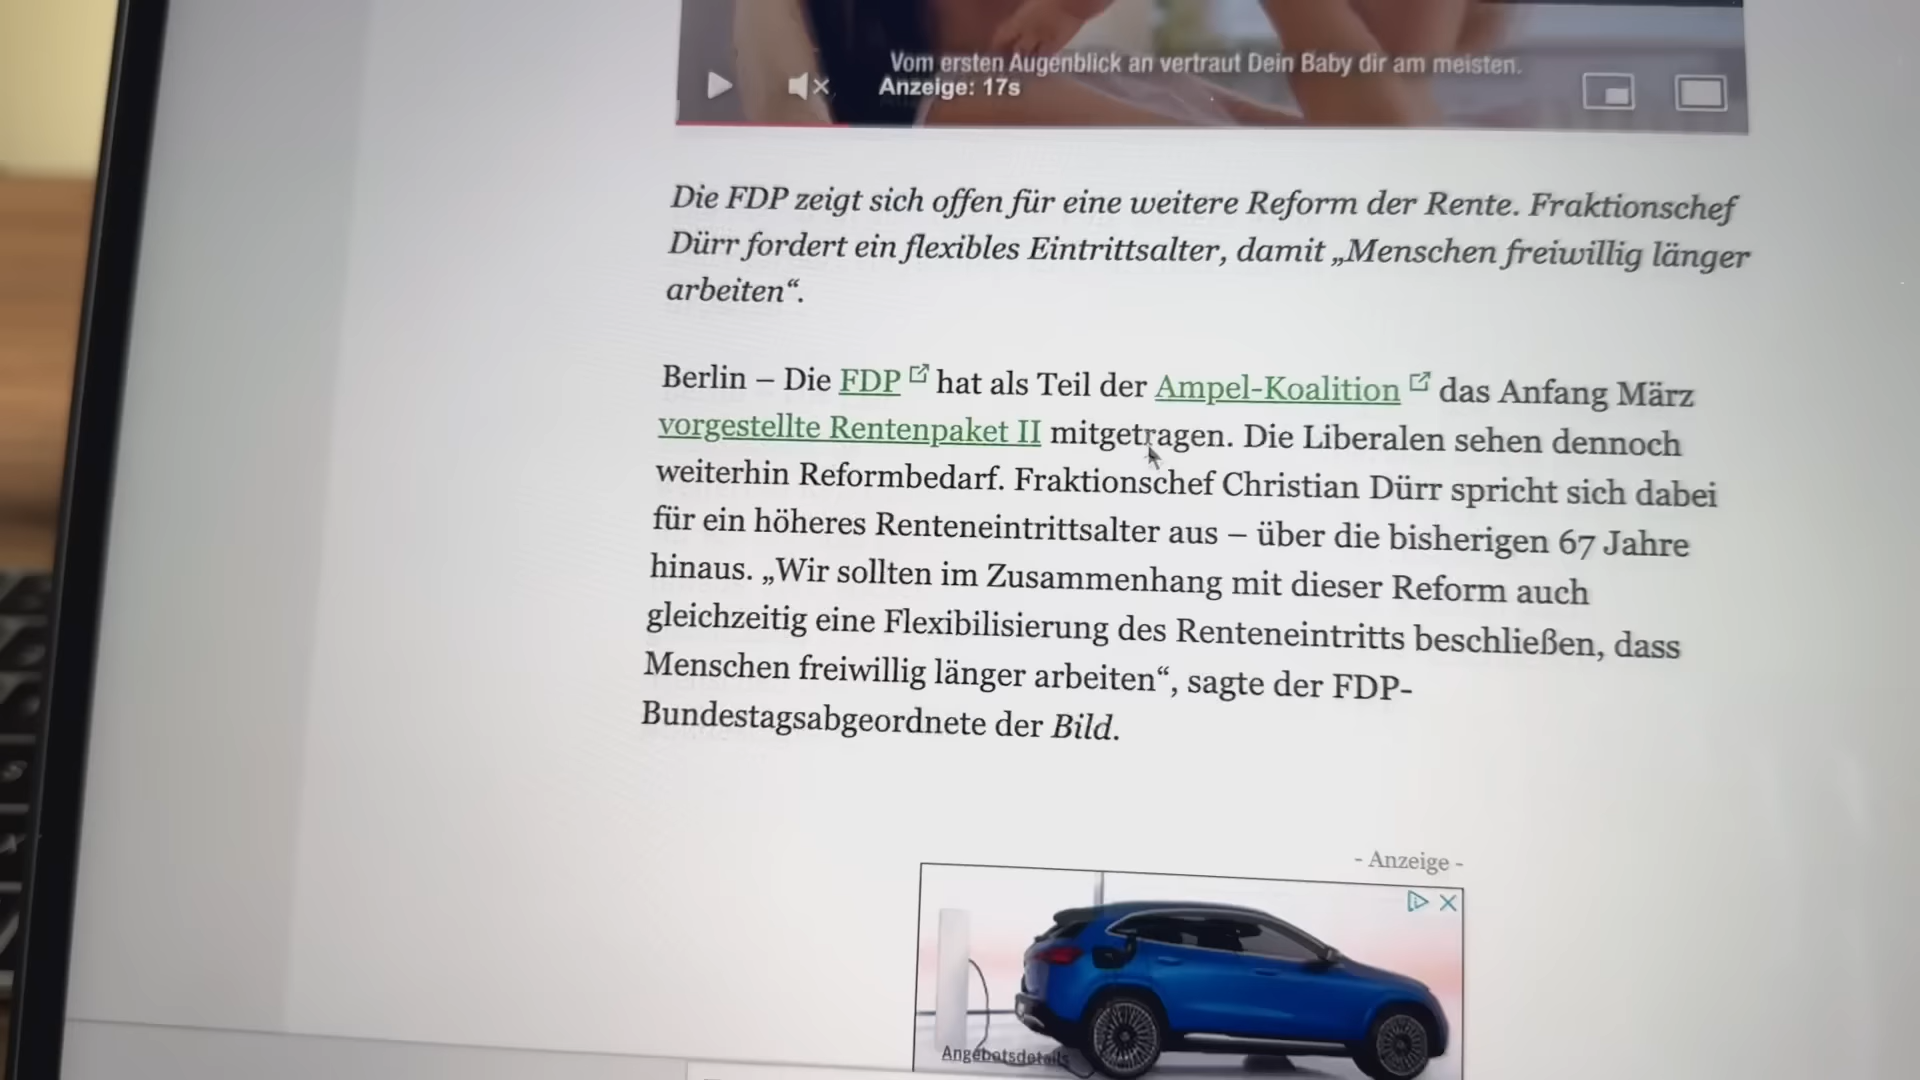 Vom ersten Augenblick an vertraut Dein Baby dir am meisten.
Anzeige: 17s
Die FDP zeigt sich offen für eine weitere Reform der Rente. Fraktionschef
Dürr fordert ein flexibles Eintrittsalter, damit „Menschen freiwillig länger
arbeiten“.
Berlin – Die FDP hat als Teil der Ampel-Koalition das Anfang März
vorgestellte Rentenpaket II mitgetragen. Die Liberalen sehen dennoch
weiterhin Reformbedarf. Fraktionschef Christian Dürr spricht sich dabei
für ein höheres Renteneintrittsalter aus – über die bisherigen 67 Jahre
hinaus. „Wir sollten im Zusammenhang mit dieser Reform auch
gleichzeitig eine Flexibilisierung des Renteneintritts beschließen, dass
Menschen freiwillig länger arbeiten“, sagte der FDP-
Bundestagsabgeordnete der Bild.
- Anzeige -
Angebotsdetails